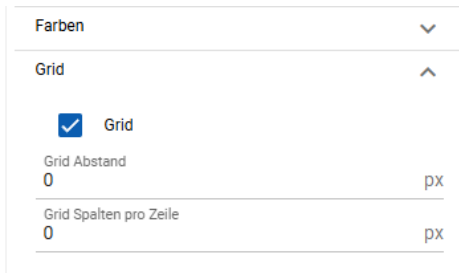 Farben
Grid
Grid
Grid Abstand
0 px
Grid Spalten pro Zeile
0 px